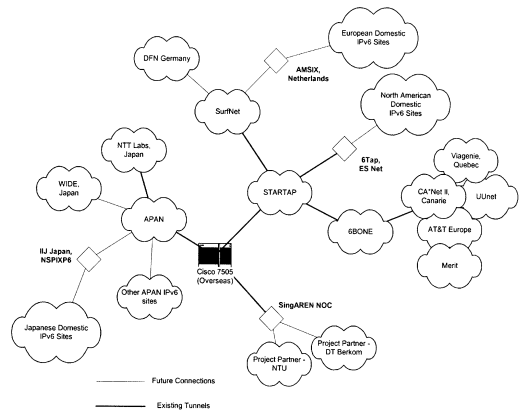 European Domestic
IPv6 Sites
DFN Germany
AMSIX,
Netherlands
SurfNet
North American
Domestic
IPv6 Sites
6Tap,
ES Net
NTT Labs,
Japan
Viagenie,
Quebec
WIDE,
Japan
STARTAP
CA*Net II,
Canarie
UUnet
APAN
6BONE
AT&T Europe
IIJ Japan,
NSPIXP6
Cisco 7505
(Overseas)
Merit
Other APAN IPv6
sites
SingAREN NOC
Japanese Domestic
IPv6 Sites
Project Partner -
DT Berkom
Project Partner -
NTU
Future Connections
Existing Tunnels